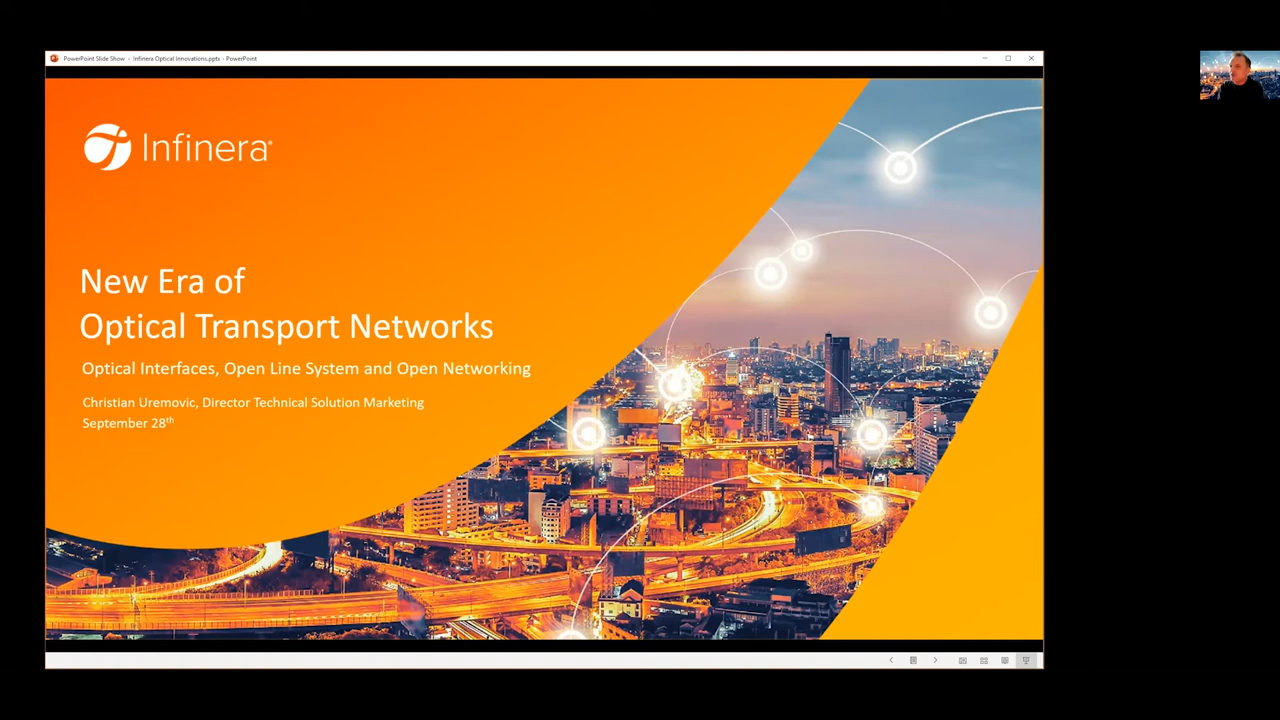 PowerPoint Slide Show - Infinera Optical Innovations.pptx - PowerPoint
Infinera®
New Era of
Optical Transport Networks
Optical Interfaces, Open Line System and Open Networking
Christian Uremovic, Director Technical Solution Marketing
September 28th